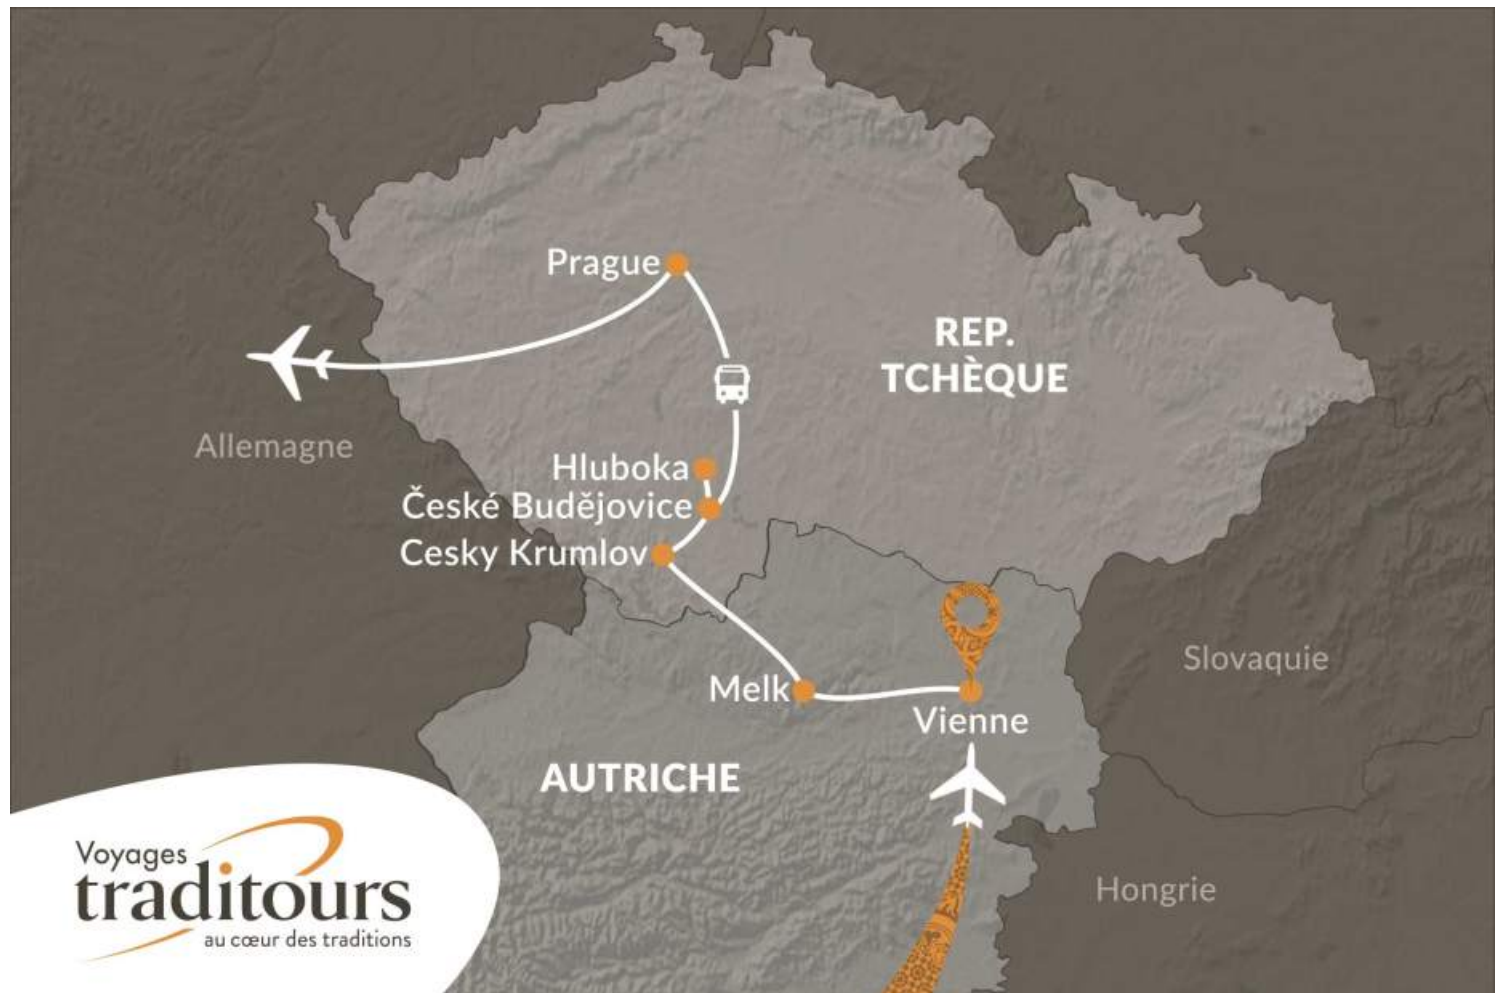 Prague
REP.
TCHÈQUE
Allemagne
Hluboka
České Budějovice
Cesky Krumlov
Slovaquie
Melk
Vienne
AUTRICHE
Hongrie
Voyages
traditours
au cœur des traditions